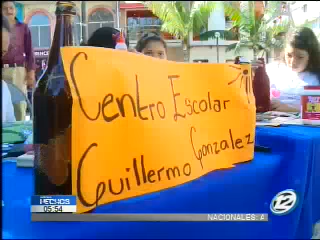 Centro Escolar
Guillermo Gonzalez
HECHOS
05:54
NACIONALES:
12